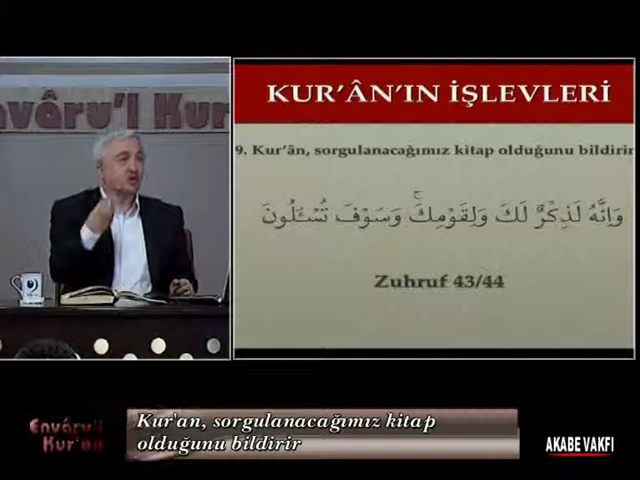 Envâru'l Kur'
KUR'ÂN'IN İŞLEVLERİ
9. Kur'ân, sorgulanacağımız kitap olduğunu bildirir
وَاِنَّهُ لَذِكْرٌ لَكَ وَلِقَوْمِكَۚ وَسَوْفَ تُسْـَٔلُونَ
Zuhruf 43/44
Envâru'l
Kur'an
Kur'an, sorgulanacağımız kitap
olduğunu bildirir
AKABE VAKFI